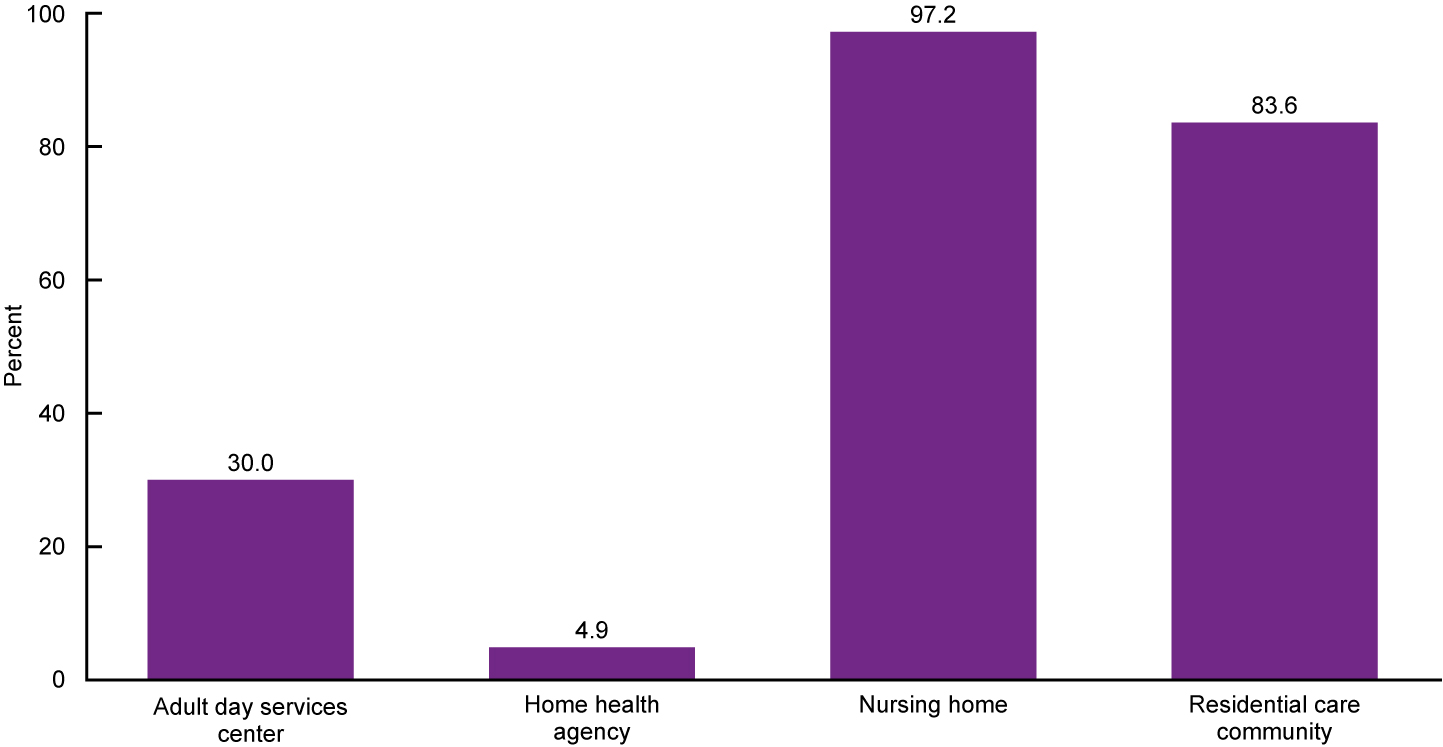 Percent
100
80
60
40
20
0
30.0
4.9
97.2
83.6
Adult day services
center
Home health
agency
Nursing home
Residential care
community